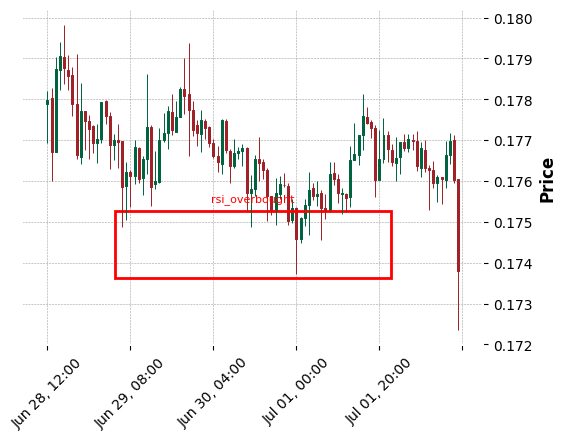 0.180
0.179
0.178
0.177
0.176
rsi_overbought
0.175
0.174
0.173
0.172
Price
Jun 28, 12:00
Jun 29, 08:00
Jun 30, 04:00
Jul 01, 00:00
Jul 01, 20:00